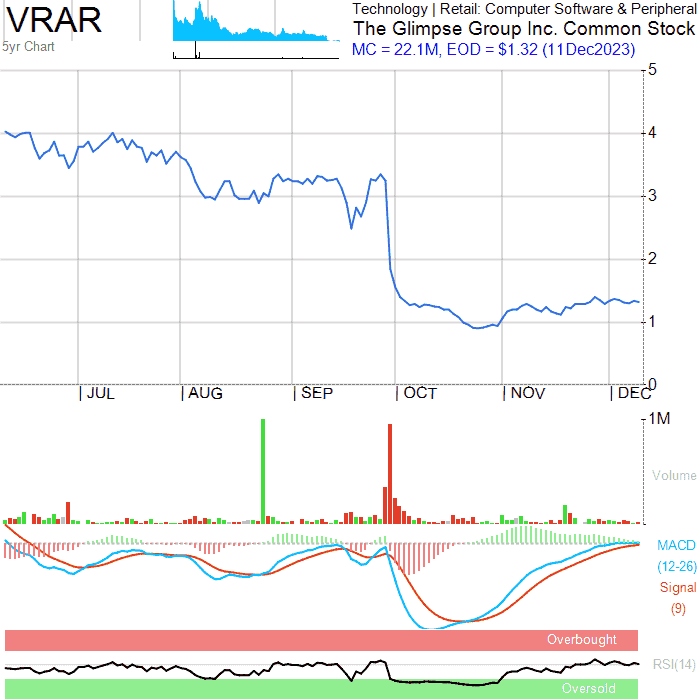 VRAR
5yr Chart
Technology | Retail: Computer Software & Peripheral
The Glimpse Group Inc. Common Stock
MC = 22.1M, EOD = $1.32 (11Dec2023)
5
4
3
2
1
0
JUL AUG SEP OCT NOV DEC
1M
Volume
MACD
(12-26)
Signal
(9)
Overbought
RSI(14)
Oversold